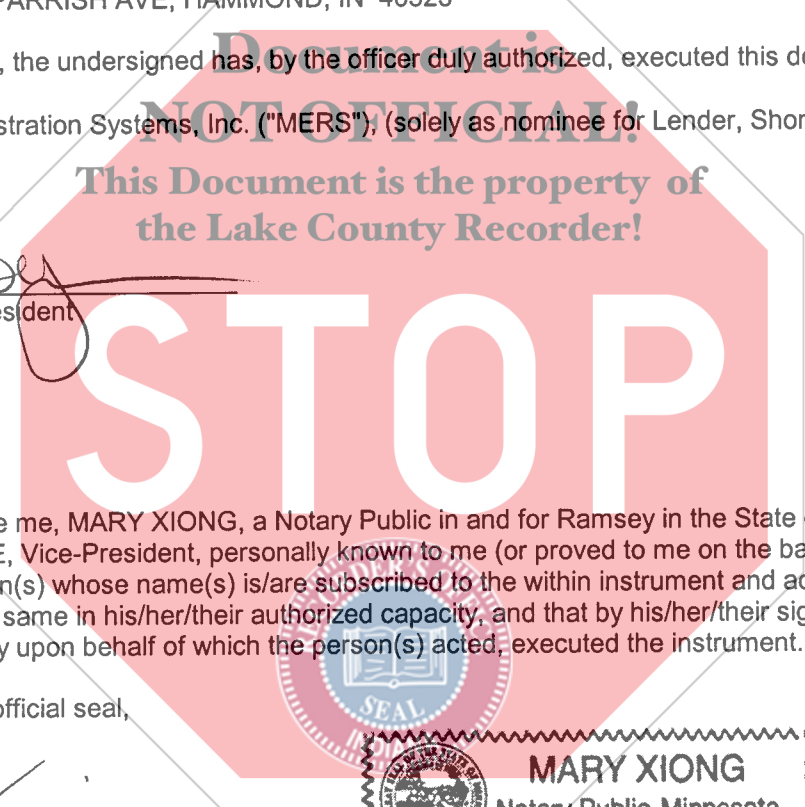 PARRISH AVE, HAMMOND, IN 46323
Document is
, the undersigned has, by the officer duly authorized, executed this de
NOT OFFICIAL!
stration Systems, Inc. ("MERS"), (solely as nominee for Lender, Shor
This Document is the property of
the Lake County Recorder!
esident
STOP
e me, MARY XIONG, a Notary Public in and for Ramsey in the State
E, Vice-President, personally known to me (or proved to me on the ba
n(s) whose name(s) is/are subscribed to the within instrument and ac
same in his/her/their authorized capacity, and that by his/her/their sig
y upon behalf of which the person(s) acted, executed the instrument.
official seal,
SEAL
INDIANA
MARY XIONG
Notary Public-Minnesota